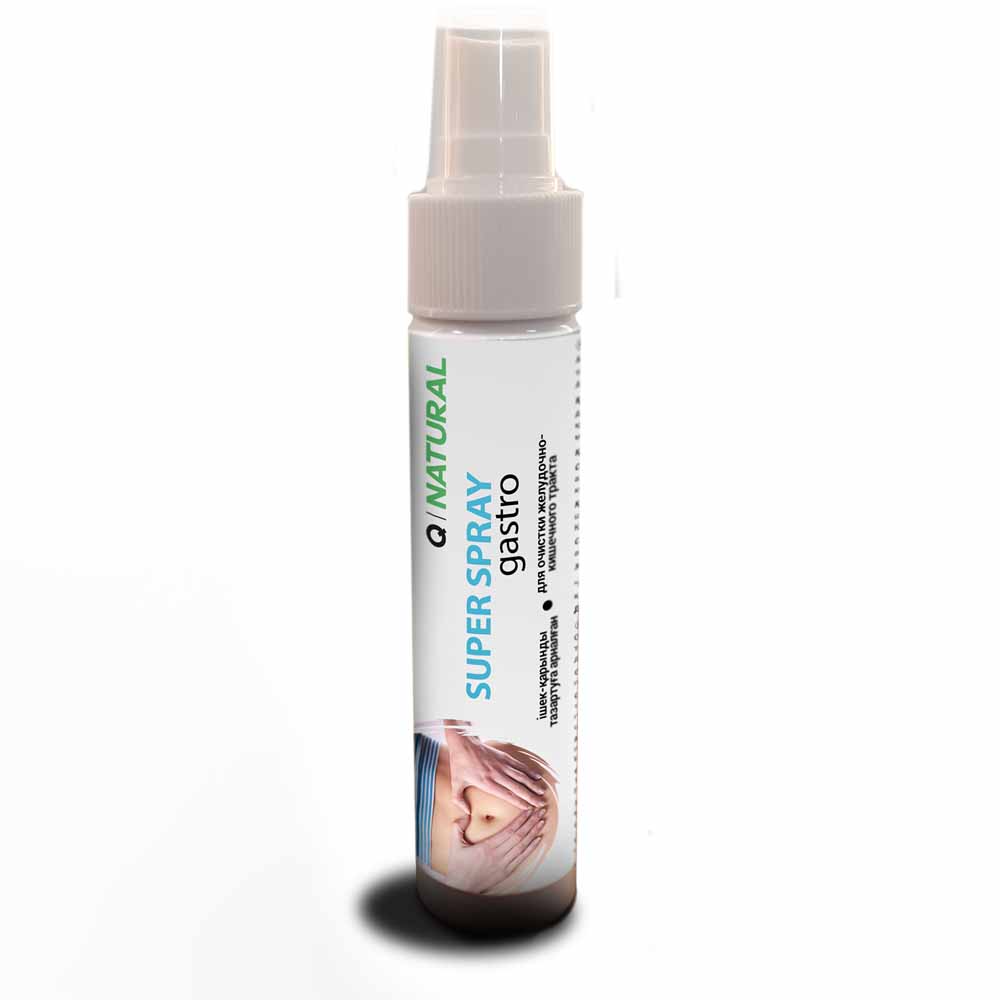 Q/NATURAL
SUPER SPRAY
gastro
ішек-қарынды
тазартуға арналған
• для очистки желудочно-
кишечного тракта